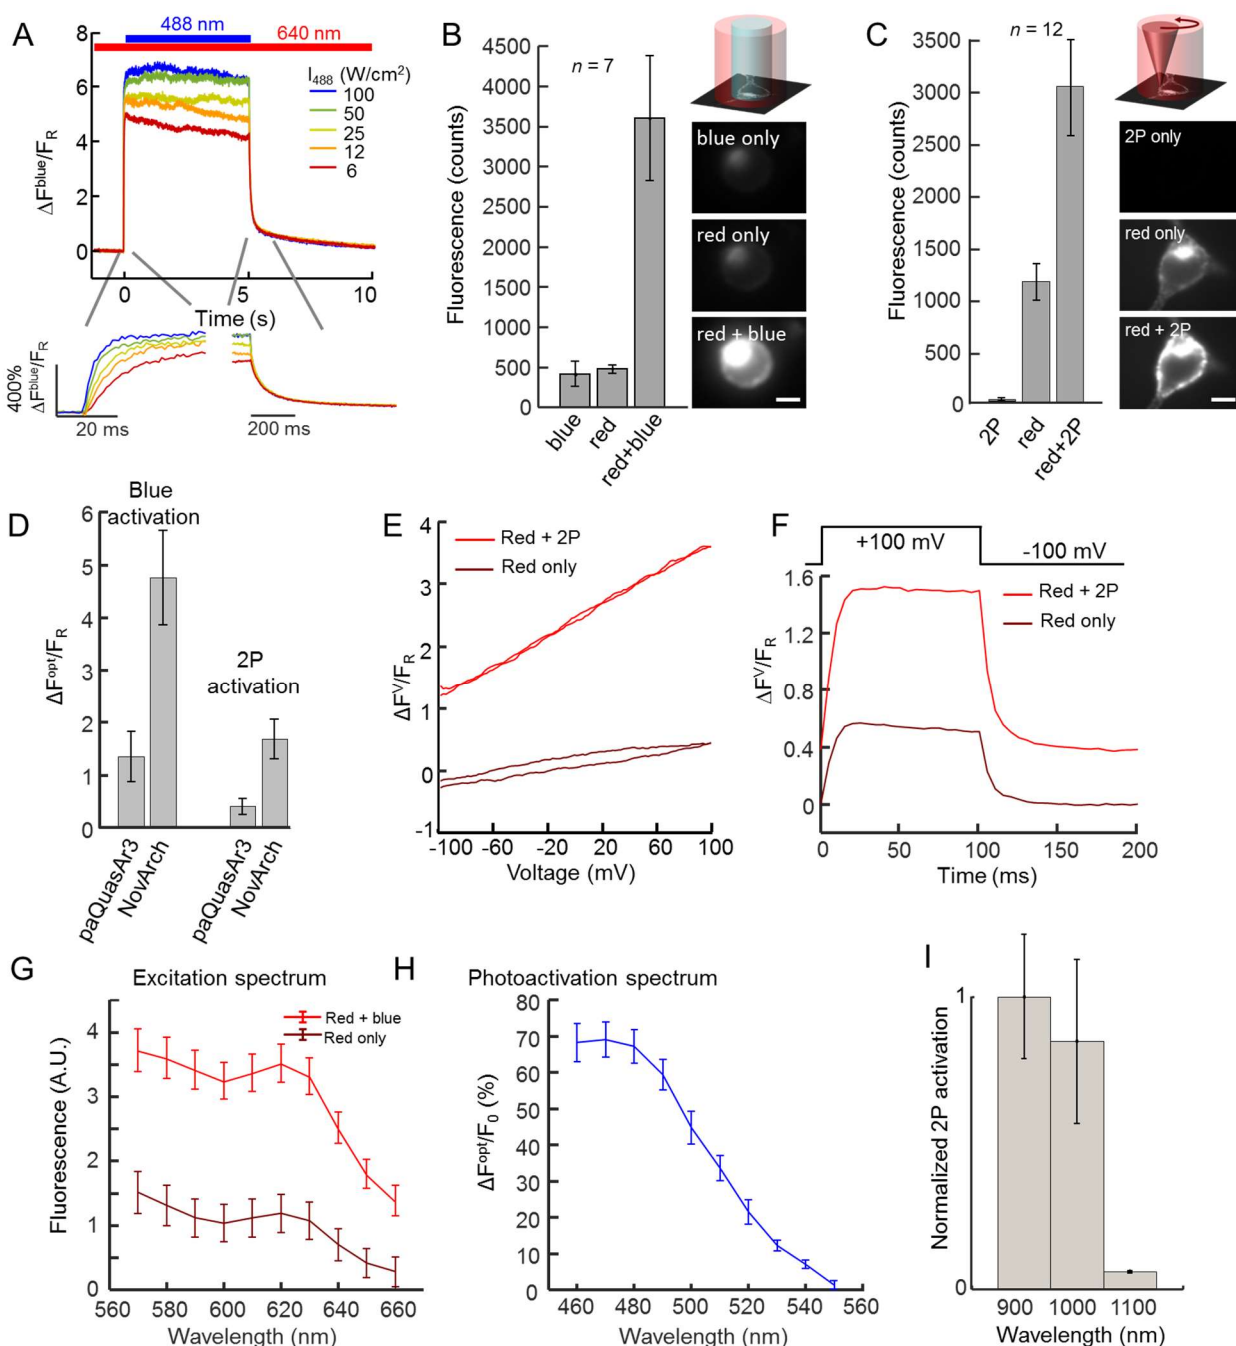 A
488 nm
640 nm
I488 (W/cm²)
100
50
25
12
6
8
6
4
2
0
ΔF^blue/F_R
0
5
10
Time (s)
400%
ΔF^blue/F_R
20 ms
200 ms
B
n = 7
4500
4000
3500
3000
2500
2000
1500
1000
500
0
Fluorescence (counts)
blue
red
red+blue
blue only
red only
red + blue
C
n = 12
3500
3000
2500
2000
1500
1000
500
0
Fluorescence (counts)
2P
red
red+2P
2P only
red only
red + 2P
D
Blue
activation
2P
activation
6
5
4
3
2
1
0
ΔF^opt/F_R
paQuasAr3
NovArch
paQuasAr3
NovArch
E
Red + 2P
Red only
4
3
2
1
0
-1
ΔF^V/F_R
-100
-60
-20
20
60
100
Voltage (mV)
F
+100 mV
-100 mV
Red + 2P
Red only
1.6
1.2
0.8
0.4
0
ΔF^V/F_R
0
50
100
150
200
Time (ms)
G
Excitation spectrum
Red + blue
Red only
4
3
2
1
0
Fluorescence (A.U.)
560
580
600
620
640
660
Wavelength (nm)
H
Photoactivation spectrum
80
70
60
50
40
30
20
10
0
ΔF^opt/F_0 (%)
460
480
500
520
540
560
Wavelength (nm)
I
1
0
Normalized 2P activation
900
1000
1100
Wavelength (nm)